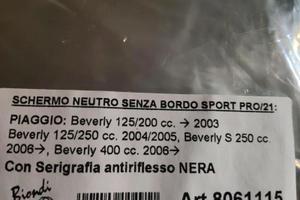 SCHERMO NEUTRO SENZA BORDO SPORT PRO/21:
PIAGGIO: Beverly 125/200 cc. → 2003
Beverly 125/250 cc. 2004/2005, Beverly S 250 cc.
2006→, Beverly 400 cc. 2006→
Con Serigrafia antiriflesso NERA
Biondi
Art 8061115